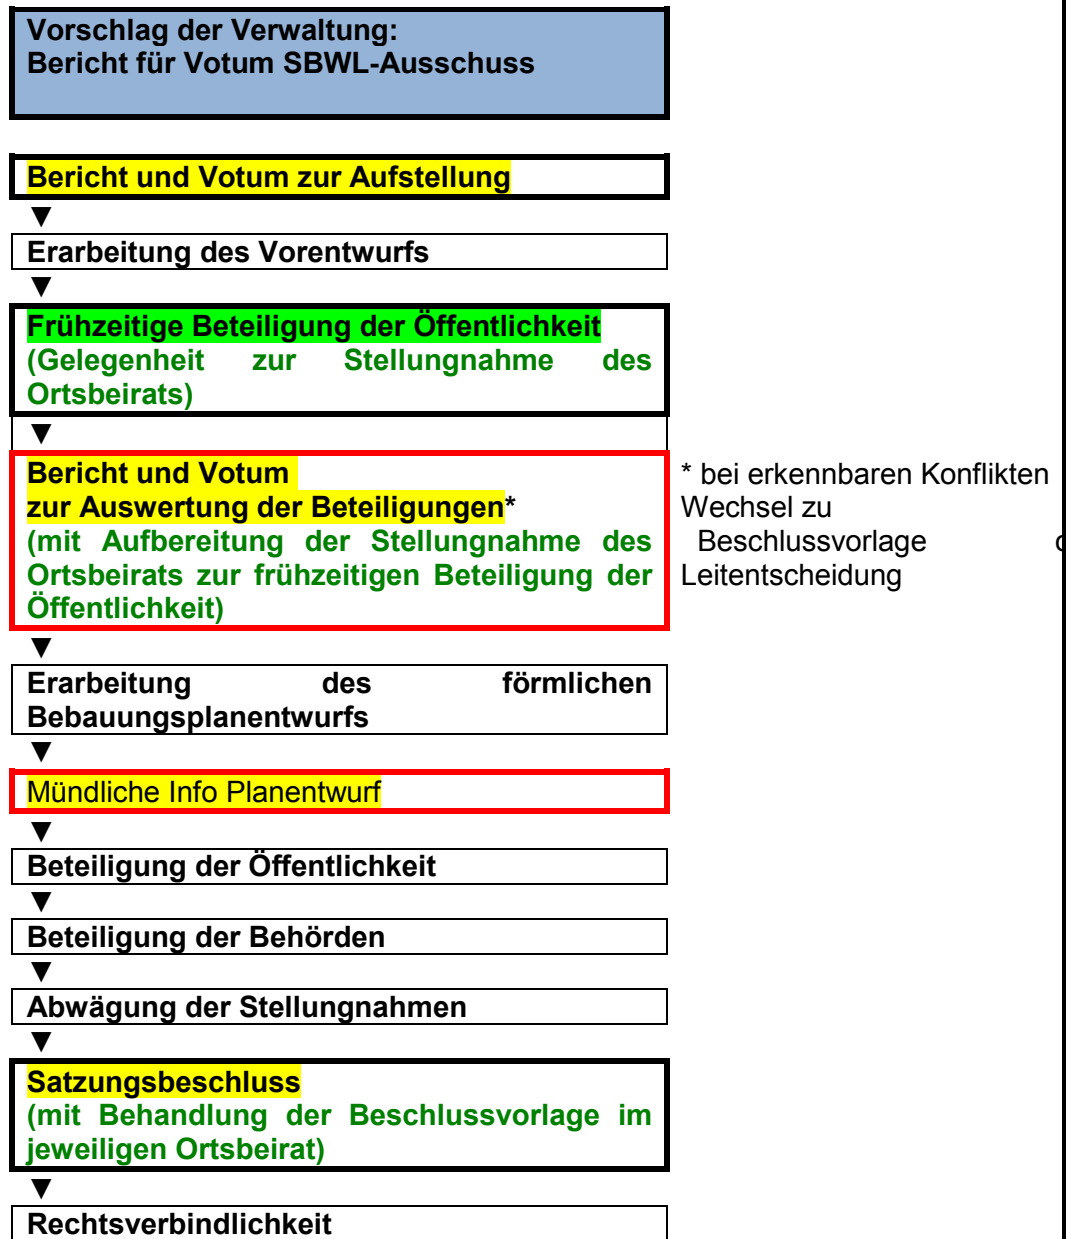 Vorschlag der Verwaltung:
Bericht für Votum SBWL-Ausschuss
Bericht und Votum zur Aufstellung
▼
Erarbeitung des Vorentwurfs
▼
Frühzeitige Beteiligung der Öffentlichkeit
(Gelegenheit zur Stellungnahme des
Ortsbeirats)
▼
Bericht und Votum
zur Auswertung der Beteiligungen*
(mit Aufbereitung der Stellungnahme des
Ortsbeirats zur frühzeitigen Beteiligung der
Öffentlichkeit)
* bei erkennbaren Konflikten
Wechsel zu
Beschlussvorlage
Leitentscheidung
▼
Erarbeitung des förmlichen
Bebauungsplanentwurfs
▼
Mündliche Info Planentwurf
▼
Beteiligung der Öffentlichkeit
▼
Beteiligung der Behörden
▼
Abwägung der Stellungnahmen
▼
Satzungsbeschluss
(mit Behandlung der Beschlussvorlage im
jeweiligen Ortsbeirat)
▼
Rechtsverbindlichkeit